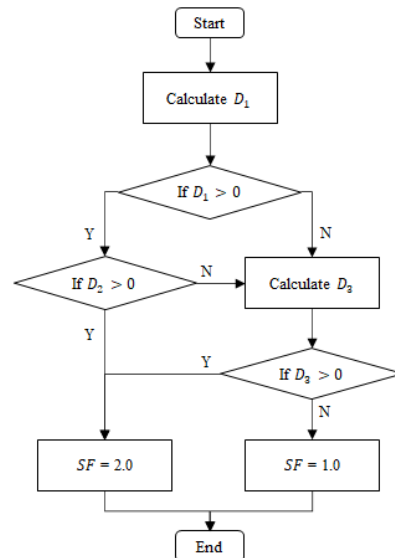 Start
Calculate D₁
If D₁ > 0
Y
N
If D₂ > 0
N
Calculate D₃
Y
Y
If D₃ > 0
N
SF = 2.0
SF = 1.0
End